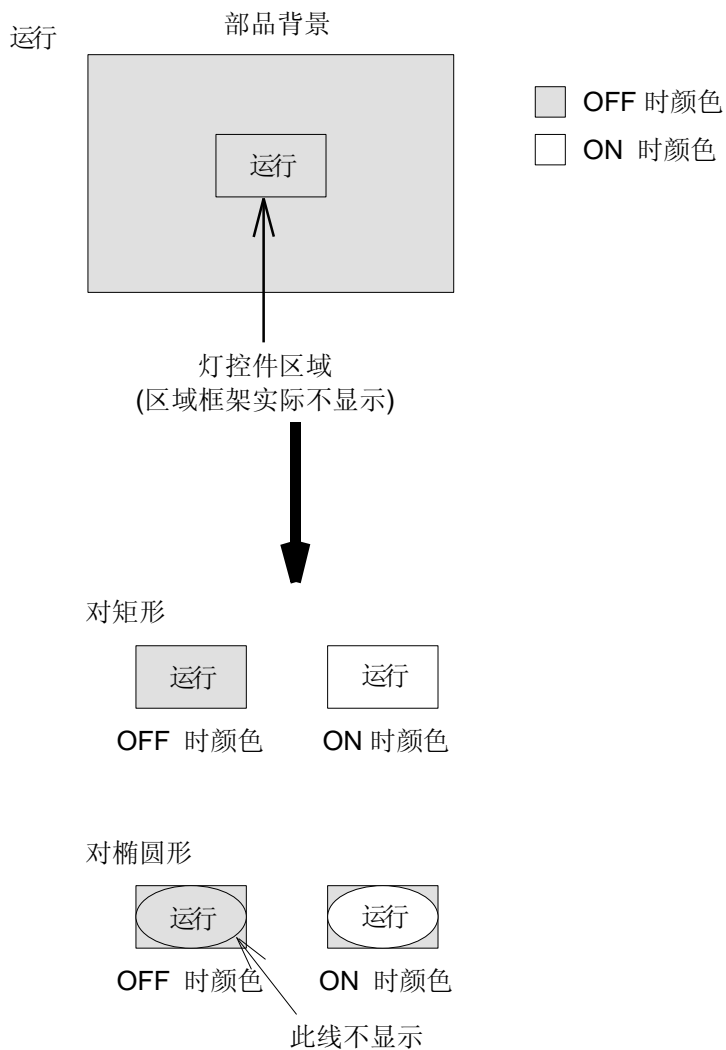 运行
部品背景
OFF 时颜色
ON 时颜色
运行
灯控件区域
(区域框架实际不显示)
对矩形
运行 运行
OFF 时颜色 ON 时颜色
对椭圆形
运行 运行
OFF 时颜色 ON 时颜色
此线不显示